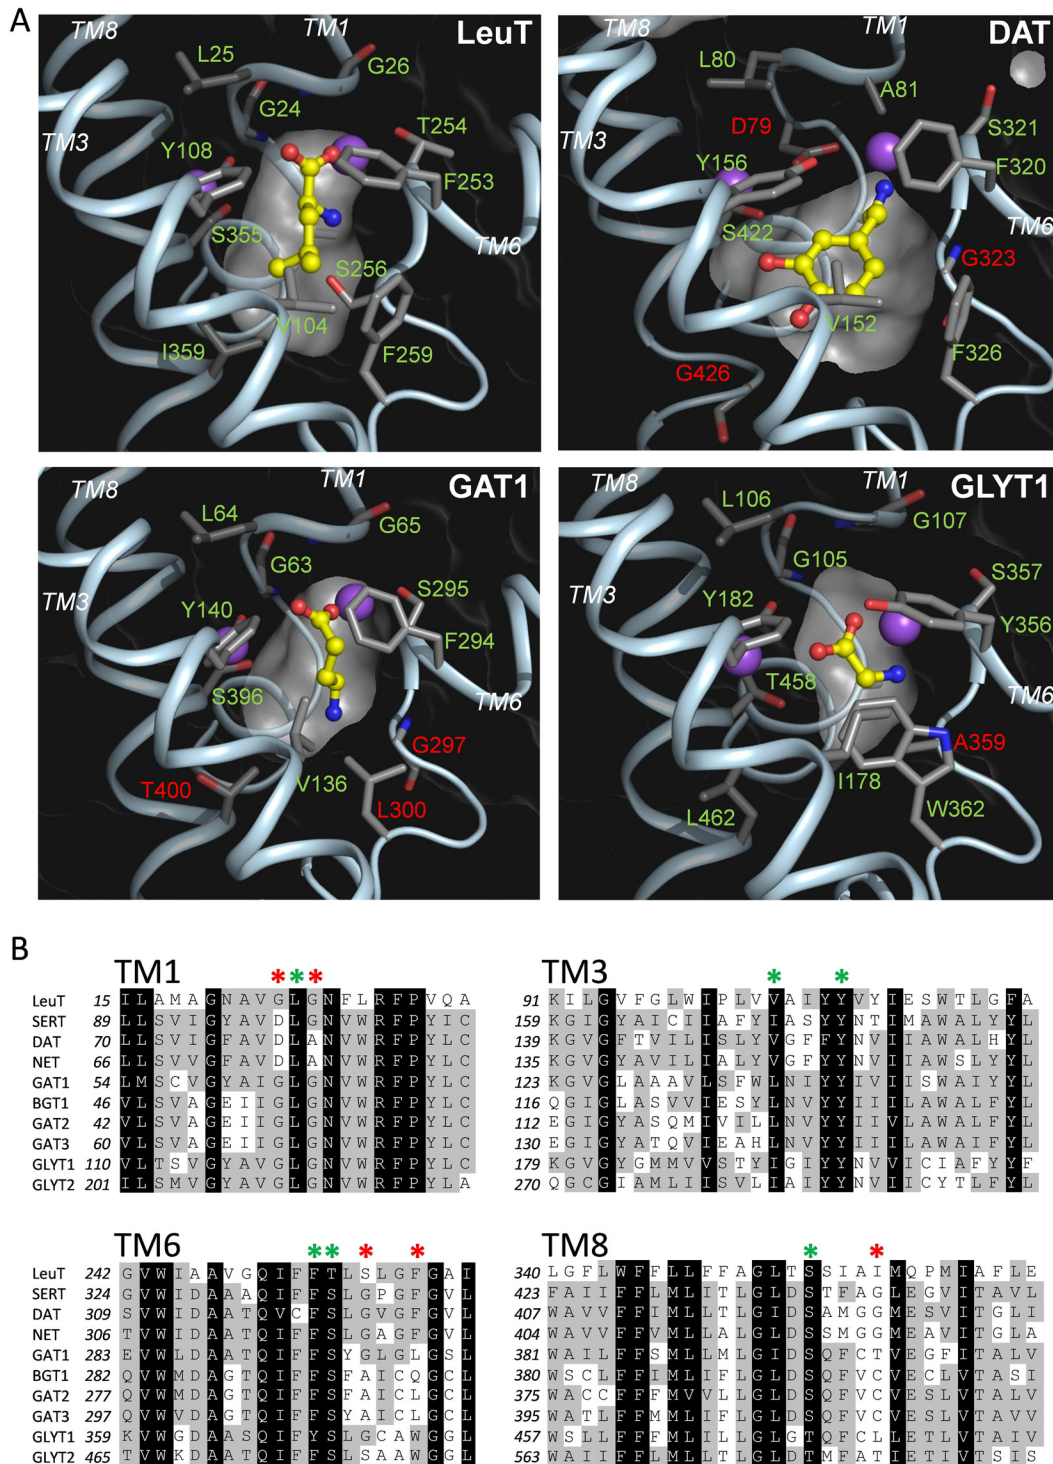 A
TM8 TM1 LeuT
L25 G26
G24
TM3 T254
Y108 F253
S355 TM6
S256
V104
I359 F259
TM8 TM1 DAT
L80 A81
D79 S321
TM3 F320
Y156
S422 TM6
G323
V152
F326
G426
TM8 TM1 GAT1
L64 G65
G63
TM3 S295
Y140 F294
S396 TM6
G297
T400 V136
L300
TM8 TM1 GLYT1
L106 G107
G105
TM3 S357
Y182 Y356
T458 TM6
A359
I178
L462 W362
B
TM1
* * *
LeuT 15 ILAMAGNAVGLGNFLRFPVQA
SERT 89 LLSVIGYAVDLGNVWRFPYIC
DAT 70 LLSVIGFAVDLANVWRFPYLC
NET 66 LLSVVGFAVDLANVWRFPYLC
GAT1 54 LMSCVGYAIGLGNVWRFPYLC
BGT1 46 VLSVAGEIIGLGNVWRFPYLC
GAT2 42 VLSVAGEIIGLGNVWRFPYLC
GAT3 60 VLSVAGEIIGLGNVWRFPYLC
GLYT1 110 VLTSVGYAVGLGNVWRFPYLC
GLYT2 201 ILSMVGYAVGLGNVWRFPYLA
TM3
* *
91 KILGVFGLWIPLVVAIYYVYIESWTLGFA
159 KGIGYAICIIAFYIASYYNTIMAWALYYL
139 KGVGFTVILISLYVGFFYNVIIAWALHYL
135 KGVGYAVILIALYVGFYYNVIIAWSLYYL
123 KGVGLAAAVLSFWLNIYYIVIISWAIYYL
116 QGIGLASVVIESYLNVYYIIILAWALFYL
112 EGIGYASQMIVILLNVYYIIILAWALFYL
130 EGIGYATQVIEAHLNVYYIIILAWAIFYL
179 KGVGYGMMVVSTYIGIYYNVVICIAFYYF
270 QGCGIAMLIISVLIAIYYNVIICYTLFYL
TM6
* * * *
LeuT 242 GVWIAAVGQIFFTLSLGFGAI
SERT 324 GVWIDAAAQIFFSLGPGFGVL
DAT 309 SVWIDAATQVCFSLGVGFGVL
NET 306 TVWIDAATQIFFSLGAGFGVL
GAT1 283 EVWLDAATQIFFSYGLGLGSL
BGT1 282 QVWMDAGTQIFFSFAICQGCL
GAT2 277 QVWMDAGTQIFFSFAICLGCL
GAT3 297 QVWVDAGTQIFFSYAICLGCL
GLYT1 359 KVWGDAASQIFYSLGCAWGGL
GLYT2 465 TVWKDAATQIFFSLSAAWGGL
TM8
* *
340 LGFLWFFLLFFAGLTSSIAIMQPMIAFLE
423 FAIIFFLMLITLGLDSTFAGLEGVITAVL
407 WAVVFFIMLLTLGIDSAMGGMESVITGLI
404 WAVVFFVMLLALGLDSSMGGMEAVITGLA
381 WAILFFSMLLMLGIDSQFCTVEGFITALV
380 WSCLFFIMLIFLGLDSQFVCVECLVTASI
375 WACCFFFMVVLLGLDSQFVCVESLVTALV
395 WATLFFMMLIFLGLDSQFVCVESLVTAVV
457 WSLLFFFMLILLGLGTQFCLLETLVTAIV
563 WAIIFFLMLLTLGLDTMFATIETIVTSIS